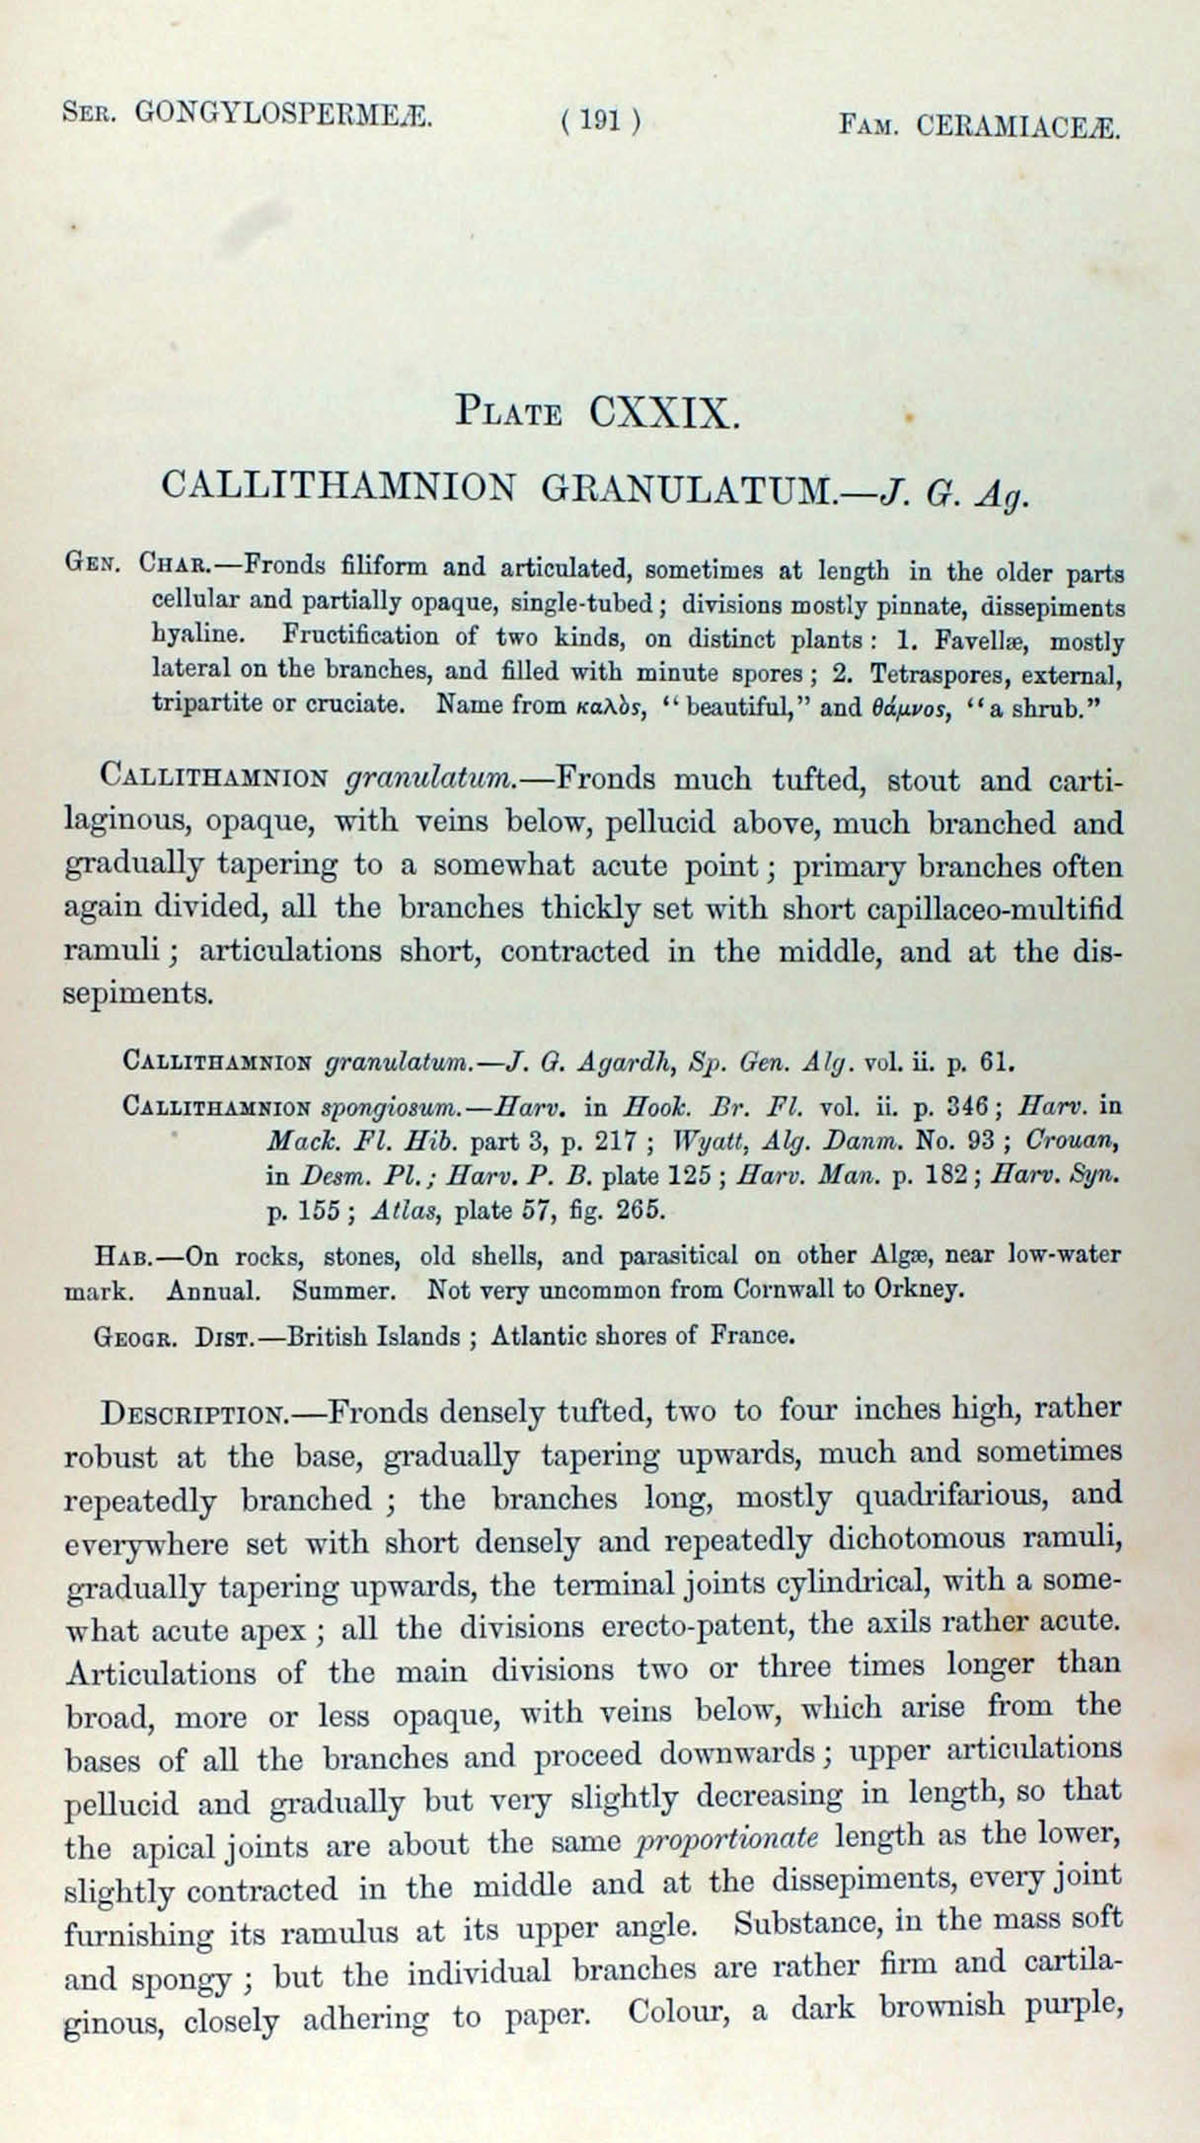 SER. GONGYLOSPERMEÆ. ( 191 ) FAM. CERAMIACEÆ.
PLATE CXXIX.
CALLITHAMNION GRANULATUM.—J. G. Ag.
GEN. CHAR.—Fronds filiform and articulated, sometimes at length in the older parts
cellular and partially opaque, single-tubed; divisions mostly pinnate, dissepiments
hyaline. Fructification of two kinds, on distinct plants: 1. Favellæ, mostly
lateral on the branches, and filled with minute spores; 2. Tetraspores, external,
tripartite or cruciate. Name from καλὸς, “beautiful,” and θάμνος, “a shrub.”
CALLITHAMNION granulatum.—Fronds much tufted, stout and carti-
laginous, opaque, with veins below, pellucid above, much branched and
gradually tapering to a somewhat acute point; primary branches often
again divided, all the branches thickly set with short capillaceo-multifid
ramuli; articulations short, contracted in the middle, and at the dis-
sepiments.
CALLITHAMNION granulatum.—J. G. Agardh, Sp. Gen. Alg. vol. ii. p. 61.
CALLITHAMNION spongiosum.—Harv. in Hook. Br. Fl. vol. ii. p. 346; Harv. in
Mack. Fl. Hib. part 3, p. 217; Wyatt, Alg. Danm. No. 93; Crouan,
in Desm. Pl.; Harv. P. B. plate 125; Harv. Man. p. 182; Harv. Syn.
p. 155; Atlas, plate 57, fig. 265.
HAB.—On rocks, stones, old shells, and parasitical on other Algæ, near low-water
mark. Annual. Summer. Not very uncommon from Cornwall to Orkney.
GEOGR. DIST.—British Islands; Atlantic shores of France.
DESCRIPTION.—Fronds densely tufted, two to four inches high, rather
robust at the base, gradually tapering upwards, much and sometimes
repeatedly branched; the branches long, mostly quadrifarious, and
everywhere set with short densely and repeatedly dichotomous ramuli,
gradually tapering upwards, the terminal joints cylindrical, with a some-
what acute apex; all the divisions erecto-patent, the axils rather acute.
Articulations of the main divisions two or three times longer than
broad, more or less opaque, with veins below, which arise from the
bases of all the branches and proceed downwards; upper articulations
pellucid and gradually but very slightly decreasing in length, so that
the apical joints are about the same proportionate length as the lower,
slightly contracted in the middle and at the dissepiments, every joint
furnishing its ramulus at its upper angle. Substance, in the mass soft
and spongy; but the individual branches are rather firm and cartila-
ginous, closely adhering to paper. Colour, a dark brownish purple,